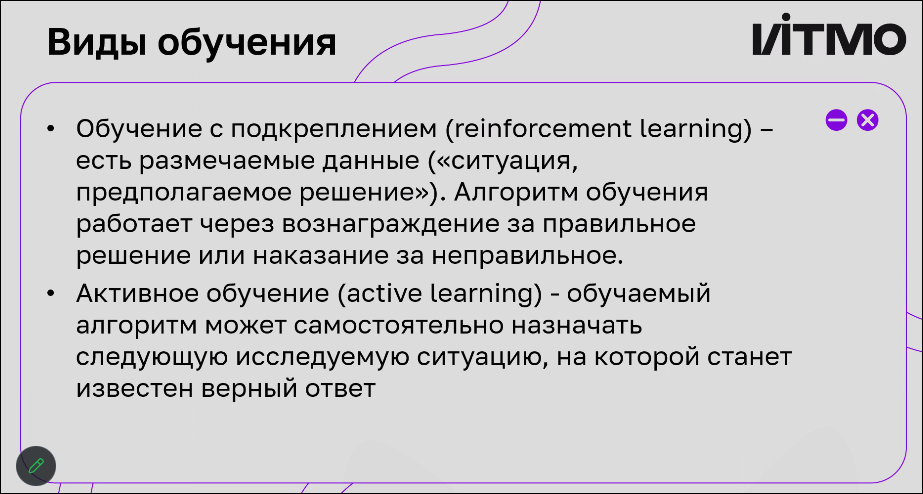 Виды обучения
ИТМО
• Обучение с подкреплением (reinforcement learning) –
есть размечаемые данные («ситуация,
предполагаемое решение»). Алгоритм обучения
работает через вознаграждение за правильное
решение или наказание за неправильное.
• Активное обучение (active learning) - обучаемый
алгоритм может самостоятельно назначать
следующую исследуемую ситуацию, на которой станет
известен верный ответ